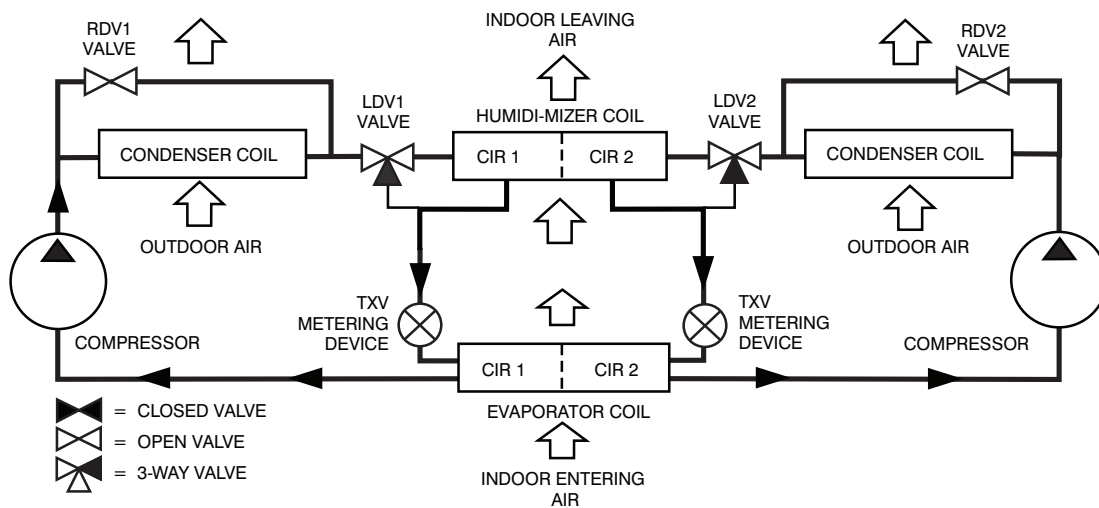 RDV1
VALVE
INDOOR LEAVING
AIR
RDV2
VALVE
LDV1
VALVE
HUMIDI-MIZER COIL
LDV2
VALVE
CONDENSER COIL
CIR 1
CIR 2
CONDENSER COIL
OUTDOOR AIR
OUTDOOR AIR
TXV
METERING
DEVICE
TXV
METERING
DEVICE
COMPRESSOR
COMPRESSOR
CIR 1
CIR 2
EVAPORATOR COIL
= CLOSED VALVE
= OPEN VALVE
= 3-WAY VALVE
INDOOR ENTERING
AIR